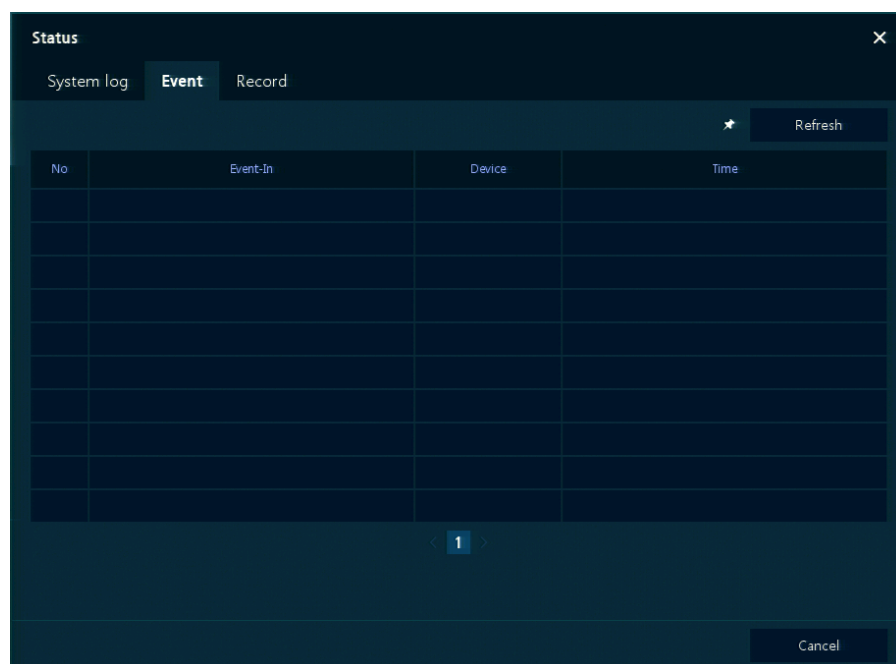 Status
System log Event Record
Refresh
No Event-In Device Time
1
Cancel